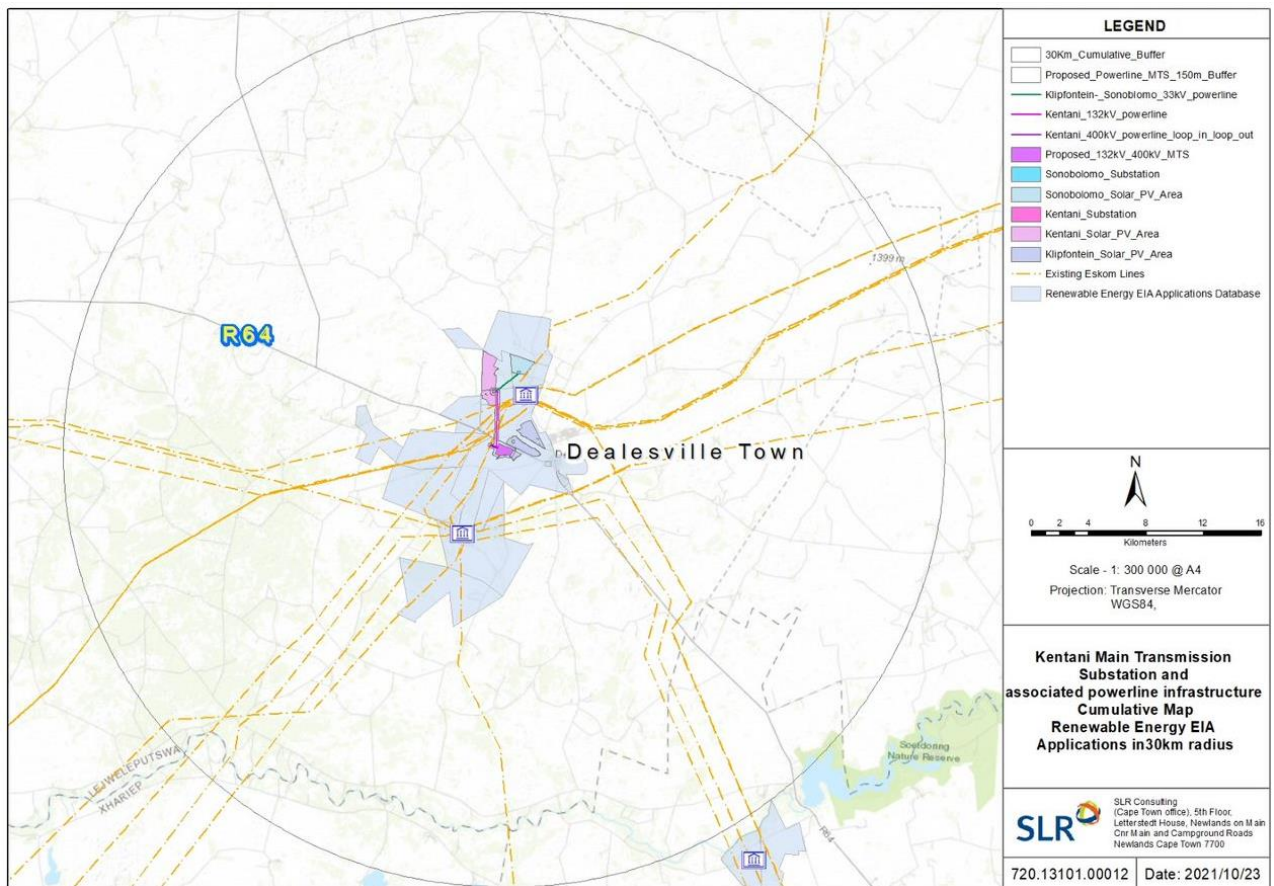 R64
1399 m
Dealesville Town
LEJWELEPUTSWA
XHARIEP
Soetdoring
Nature Reserve
R64
LEGEND
30Km_Cumulative_Buffer
Proposed_Powerline_MTS_150m_Buffer
Klipfontein-_Sonoblomo_33kV_powerline
Kentani_132kV_powerline
Kentani_400kV_powerline_loop_in_loop_out
Proposed_132kV_400kV_MTS
Sonobolomo_Substation
Sonobolomo_Solar_PV_Area
Kentani_Substation
Kentani_Solar_PV_Area
Klipfontein_Solar_PV_Area
Existing Eskom Lines
Renewable Energy EIA Applications Database
N
0 2 4 8 12 16
Kilometers
Scale - 1: 300 000 @ A4
Projection: Transverse Mercator
WGS84,
Kentani Main Transmission
Substation and
associated powerline infrastructure
Cumulative Map
Renewable Energy EIA
Applications in30km radius
SLR
SLR Consulting
(Cape Town office), 5th Floor,
Letterstedt House, Newlands on Main
Cnr Main and Campground Roads
Newlands Cape Town 7700
720.13101.00012
Date: 2021/10/23